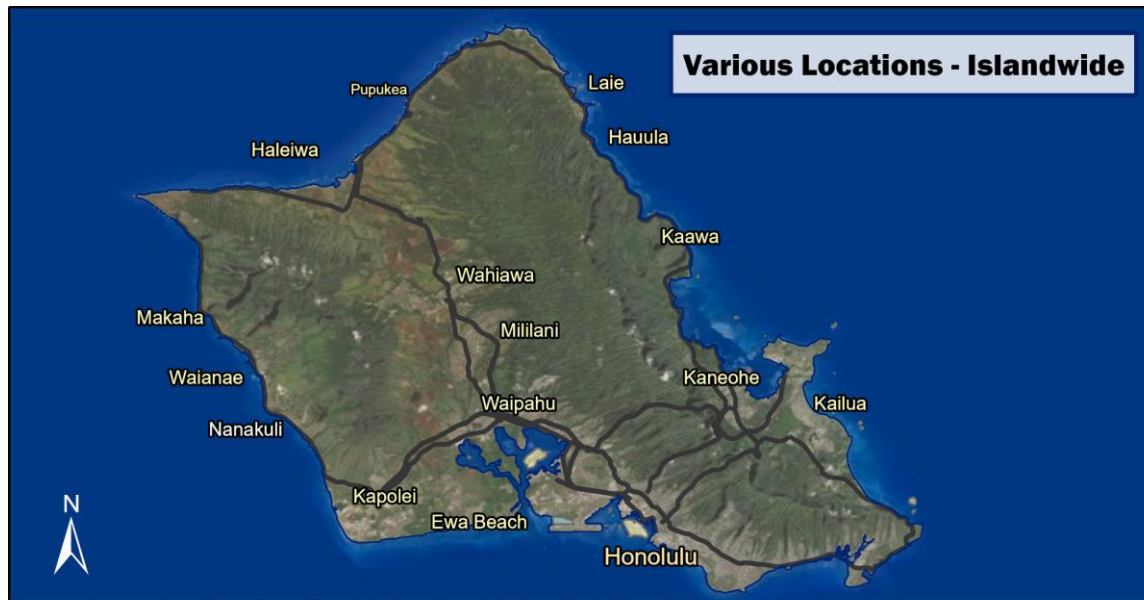 Various Locations - Islandwide
Laie
Pupukea
Hauula
Haleiwa
Kaawa
Wahiawa
Makaha
Mililani
Waianae
Kaneohe
Waipahu
Kailua
Nanakuli
Kapolei
N
Ewa Beach
Honolulu